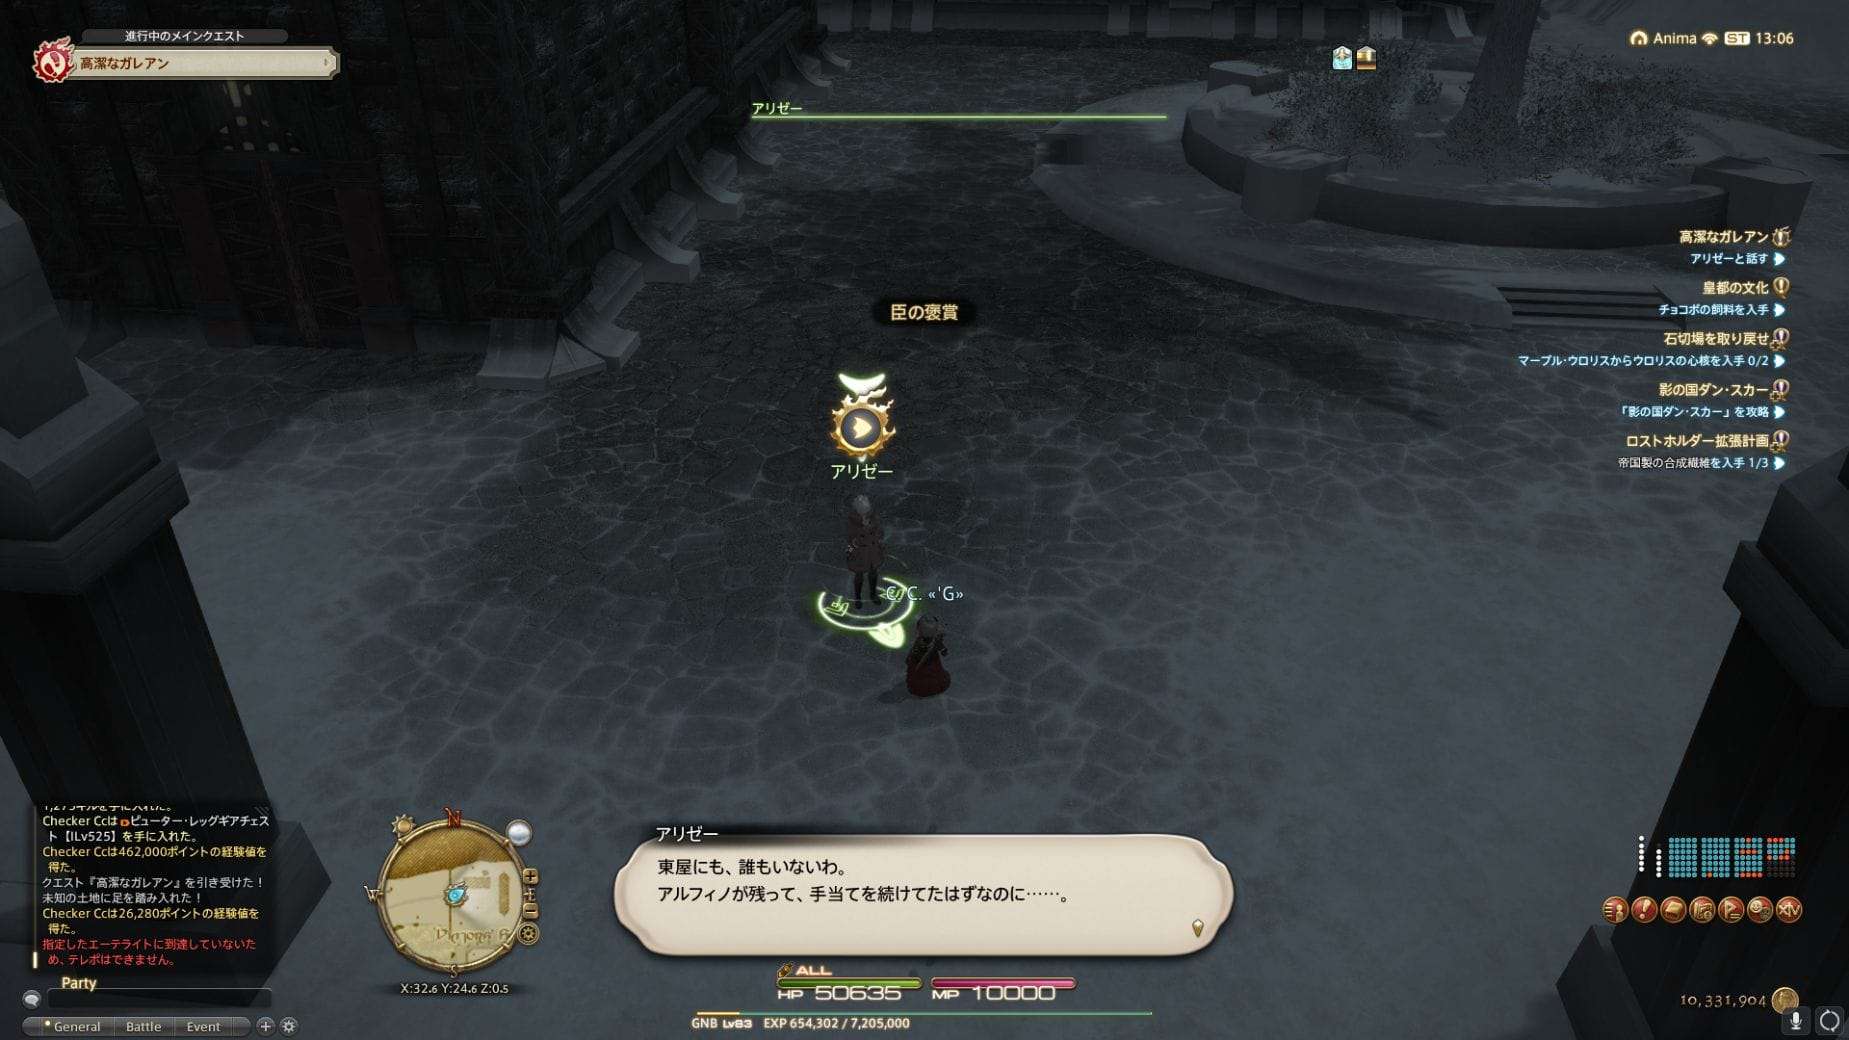 進行中のメインクエスト
高潔なガレアン
Anima ST 13:06
アリゼー
高潔なガレアン
アリゼーと話す
皇都の文化
チョコボの飼料を入手
石切場を取り戻せ
マーブル・ウロリスからウロリスの心核を入手 0/2
影の国ダン・スカー
「影の国ダン・スカー」を攻略
ロストホルダー拡張計画
帝国製の合成繊維を入手 1/3
臣の褒賞
アリゼー
C. «'G»
1,275ギルを手に入れた。
Checker Ccはピューター・レッグギアチェス
ト【ILv525】を手に入れた。
Checker Ccは462,000ポイントの経験値を
得た。
クエスト『高潔なガレアン』を引き受けた！
未知の土地に足を踏み入れた！
Checker Ccは26,280ポイントの経験値を
得た。
指定したエーテライトに到達していないた
め、テレポはできません。
Party
General Battle Event
N
W
S
X:32.6 Y:24.6 Z:0.5
アリゼー
東屋にも、誰もいないわ。
アルフィノが残って、手当てを続けてたはずなのに……。
ALL
HP 50635 MP 10000
GNB Lv83 EXP 654,302 / 7,205,000
XIV
10,331,904